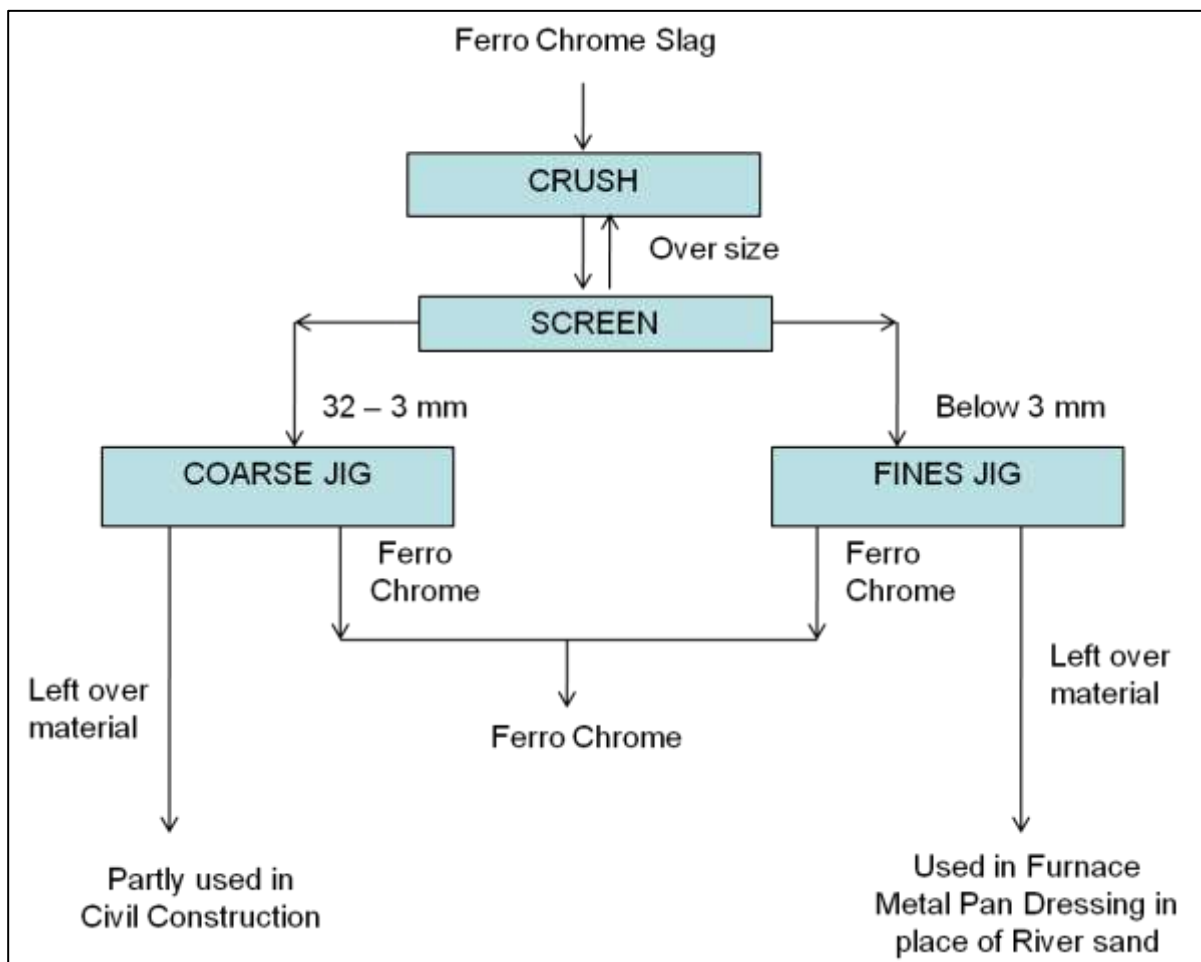 Ferro Chrome Slag
CRUSH
Over size
SCREEN
32 – 3 mm
Below 3 mm
COARSE JIG
FINES JIG
Ferro
Chrome
Ferro
Chrome
Left over
material
Left over
material
Ferro Chrome
Partly used in
Civil Construction
Used in Furnace
Metal Pan Dressing in
place of River sand